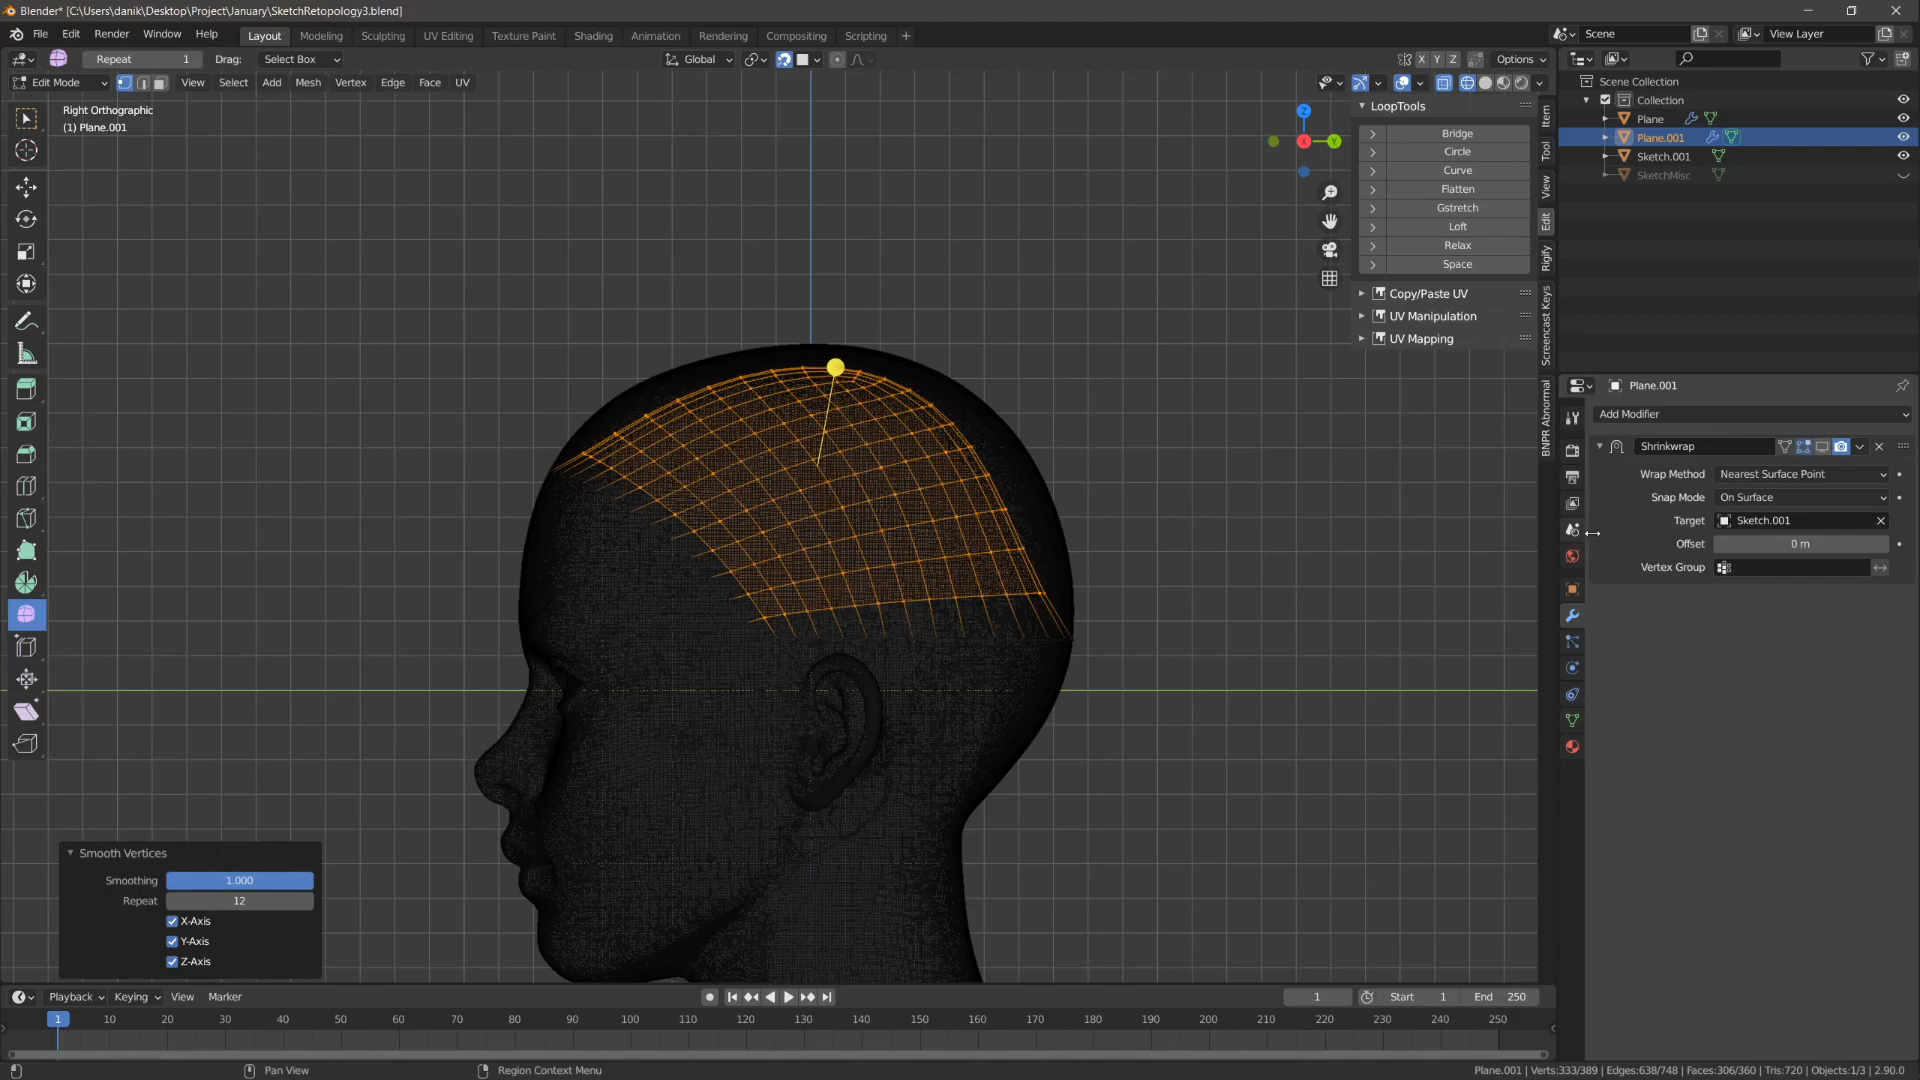 Blender* [C:\Users\danik\Desktop\Project\January\SketchRetopology3.blend]
File Edit Render Window Help Layout Modeling Sculpting UV Editing Texture Paint Shading Animation Rendering Compositing Scripting + Scene View Layer
Repeat 1 Drag: Select Box Global X Y Z Options
Edit Mode View Select Add Mesh Vertex Edge Face UV
Right Orthographic
(1) Plane.001
Z
Y
X
LoopTools
Bridge
Circle
Curve
Flatten
Gstretch
Loft
Relax
Space
Copy/Paste UV
UV Manipulation
UV Mapping
Item
Tool
View
Edit
Rigify
Screencast Keys
BNPR Abnormal
Scene Collection
Collection
Plane
Plane.001
Sketch.001
SketchMisc
Plane.001
Add Modifier
Shrinkwrap
Wrap Method Nearest Surface Point
Snap Mode On Surface
Target Sketch.001
Offset 0 m
Vertex Group
Smooth Vertices
Smoothing 1.000
Repeat 12
X-Axis
Y-Axis
Z-Axis
Playback Keying View Marker 1 Start 1 End 250
1 10 20 30 40 50 60 70 80 90 100 110 120 130 140 150 160 170 180 190 200 210 220 230 240 250
Pan View Region Context Menu Plane.001 | Verts:333/389 | Edges:638/748 | Faces:306/360 | Tris:720 | Objects:1/3 | 2.90.0